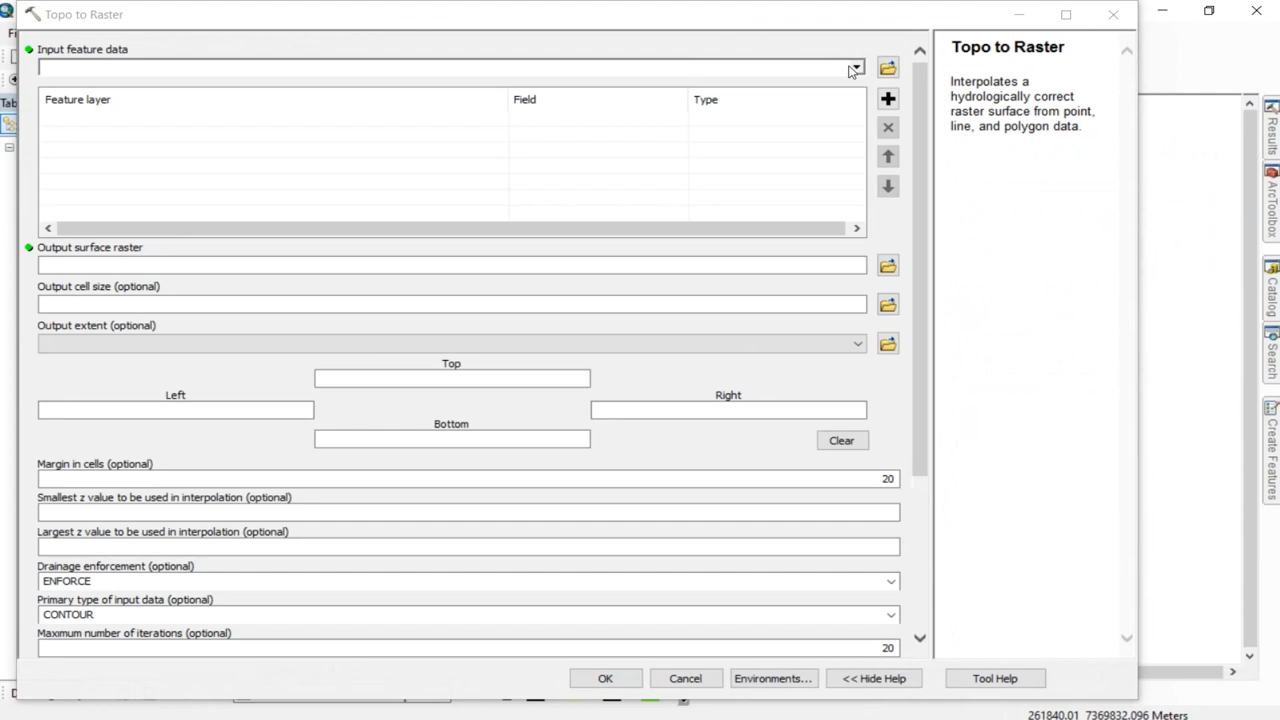 Topo to Raster
Input feature data
Feature layer Field Type
Output surface raster
Output cell size (optional)
Output extent (optional)
Top
Left Right
Bottom
Clear
Margin in cells (optional)
20
Smallest z value to be used in interpolation (optional)
Largest z value to be used in interpolation (optional)
Drainage enforcement (optional)
ENFORCE
Primary type of input data (optional)
CONTOUR
Maximum number of iterations (optional)
20
OK Cancel Environments... << Hide Help Tool Help
Topo to Raster
Interpolates a
hydrologically correct
raster surface from point,
line, and polygon data.
Results
ArcToolbox
Catalog
Search
Create Features
261840.01 7369832.096 Meters